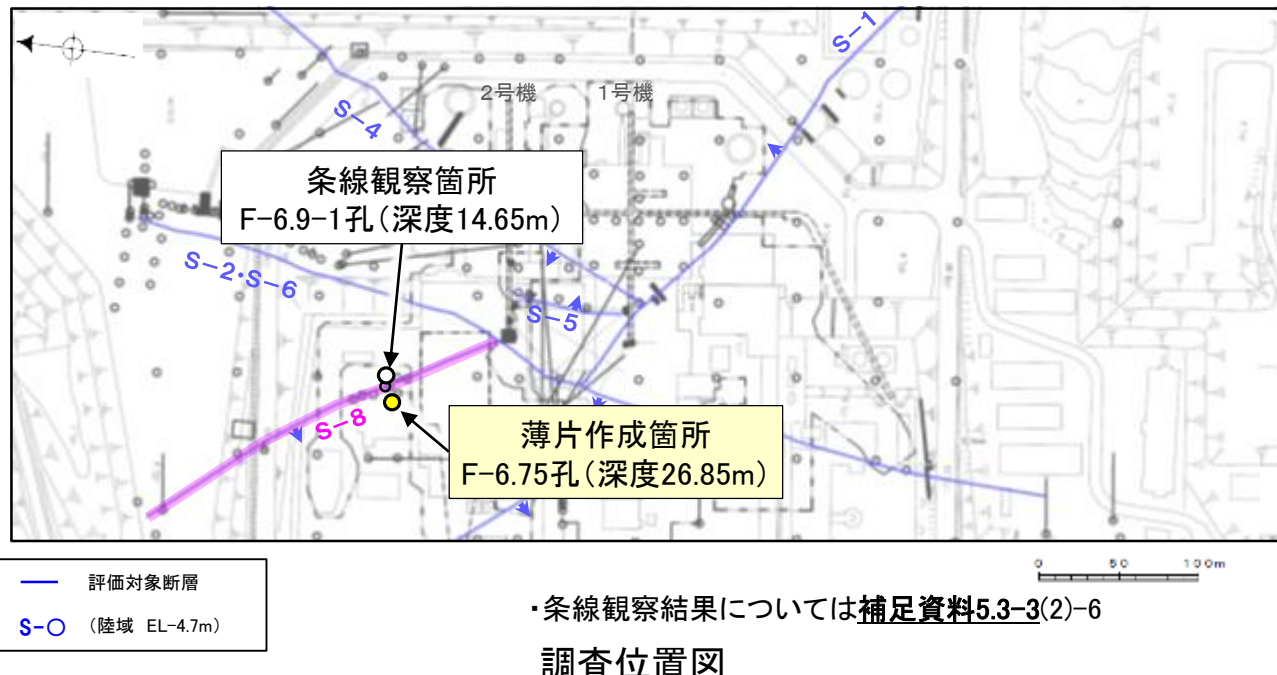 S-1
2号機
1号機
S-4
条線観察箇所
F-6.9-1孔(深度14.65m)
S-2・S-6
S-5
S-8
薄片作成箇所
F-6.75孔(深度26.85m)
0 50 100m
評価対象断層
S-○ (陸域 EL-4.7m)
・条線観察結果については補足資料5.3-3(2)-6
調査位置図